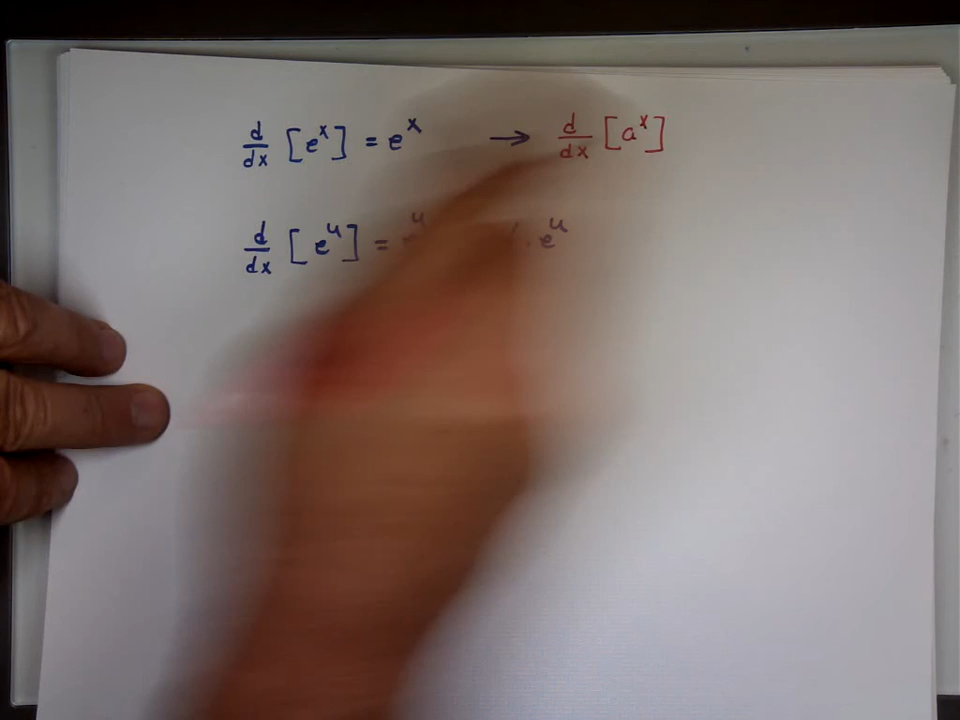 d/dx [e^x] = e^x → d/dx [a^x]
d/dx [e^u] = · e^u